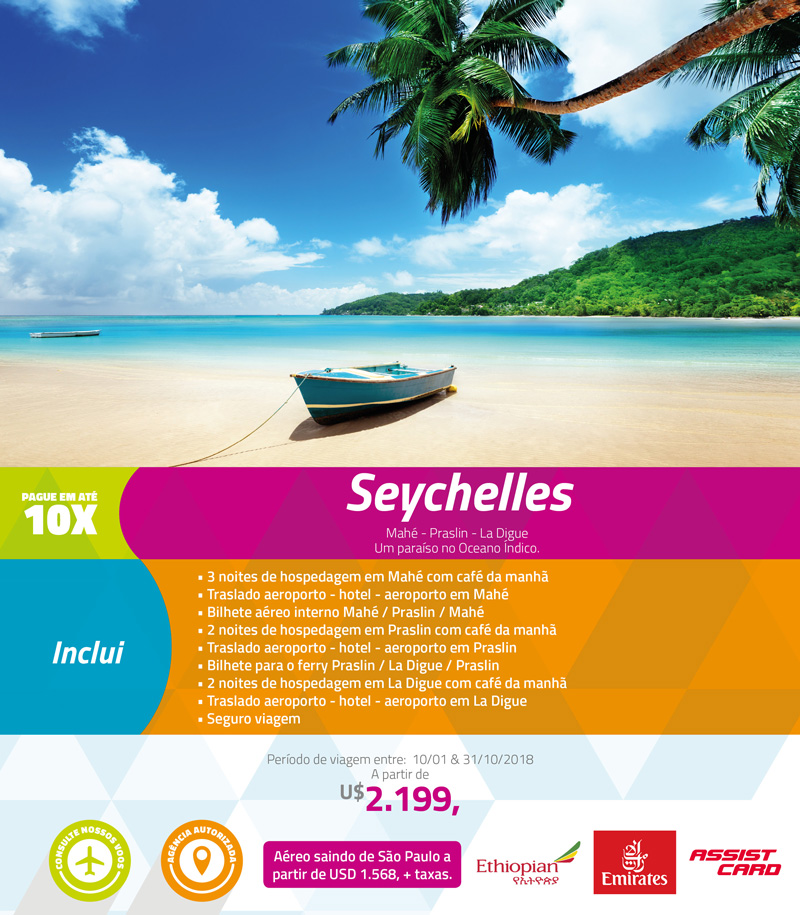 PAGUE EM ATÉ
10X
Seychelles
Mahé - Praslin - La Digue
Um paraíso no Oceano Índico.
Inclui
• 3 noites de hospedagem em Mahé com café da manhã
• Traslado aeroporto - hotel - aeroporto em Mahé
• Bilhete aéreo interno Mahé / Praslin / Mahé
• 2 noites de hospedagem em Praslin com café da manhã
• Traslado aeroporto - hotel - aeroporto em Praslin
• Bilhete para o ferry Praslin / La Digue / Praslin
• 2 noites de hospedagem em La Digue com café da manhã
• Traslado aeroporto - hotel - aeroporto em La Digue
• Seguro viagem
Período de viagem entre: 10/01 & 31/10/2018
A partir de
U$2.199,
CONSULTE NOSSOS VOOS
AGÊNCIA AUTORIZADA
Aéreo saindo de São Paulo a
partir de USD 1.568, + taxas.
Ethiopian
የኢትዮጵያ
Emirates
ASSIST
CARD